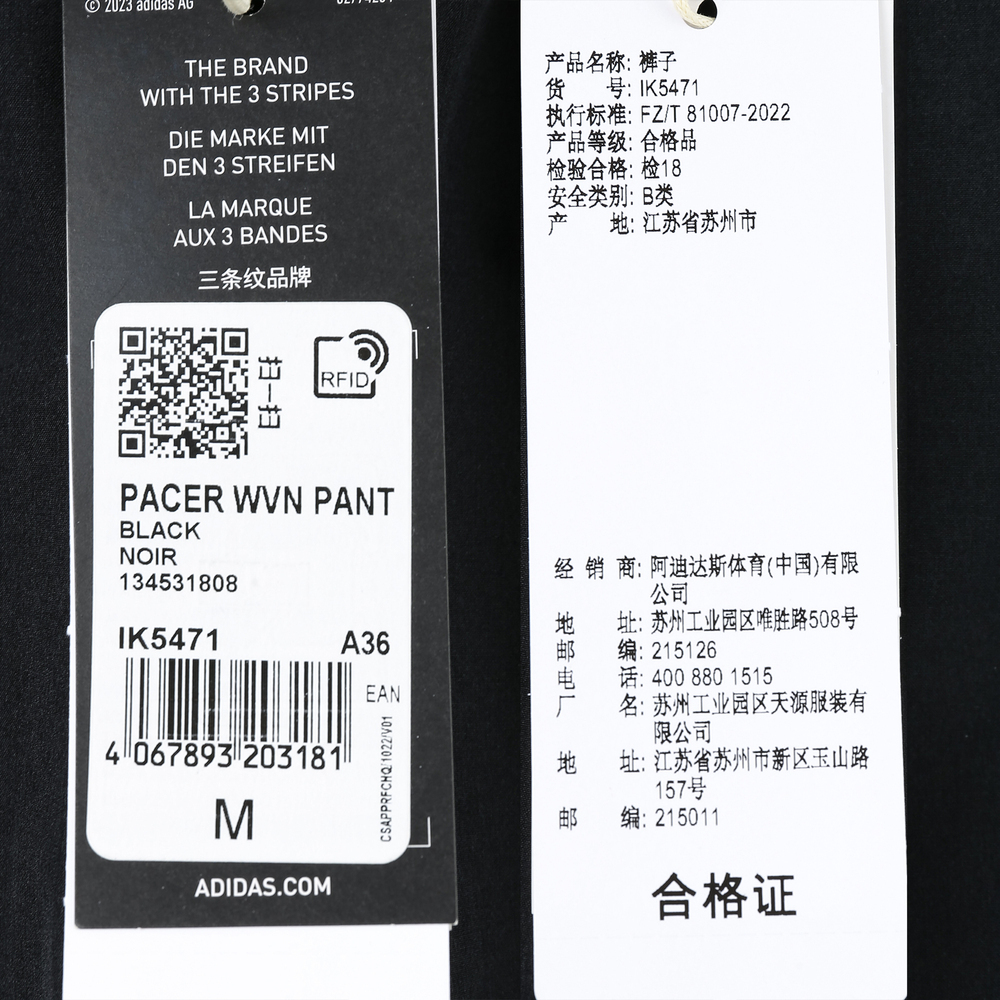 © 2023 adidas AG
THE BRAND
WITH THE 3 STRIPES
DIE MARKE MIT
DEN 3 STREIFEN
LA MARQUE
AUX 3 BANDES
三条纹品牌
扫一扫
RFID
PACER WVN PANT
BLACK
NOIR
134531808
IK5471 A36
EAN
4 067893 203181
CSAPPRFCHQ/1022/V01
M
ADIDAS.COM
产品名称: 裤子
货 号: IK5471
执行标准: FZ/T 81007-2022
产品等级: 合格品
检验合格: 检18
安全类别: B类
产 地: 江苏省苏州市
经 销 商: 阿迪达斯体育(中国)有限
公司
地 址: 苏州工业园区唯胜路508号
邮 编: 215126
电 话: 400 880 1515
厂 名: 苏州工业园区天源服装有
限公司
地 址: 江苏省苏州市新区玉山路
157号
邮 编: 215011
合格证